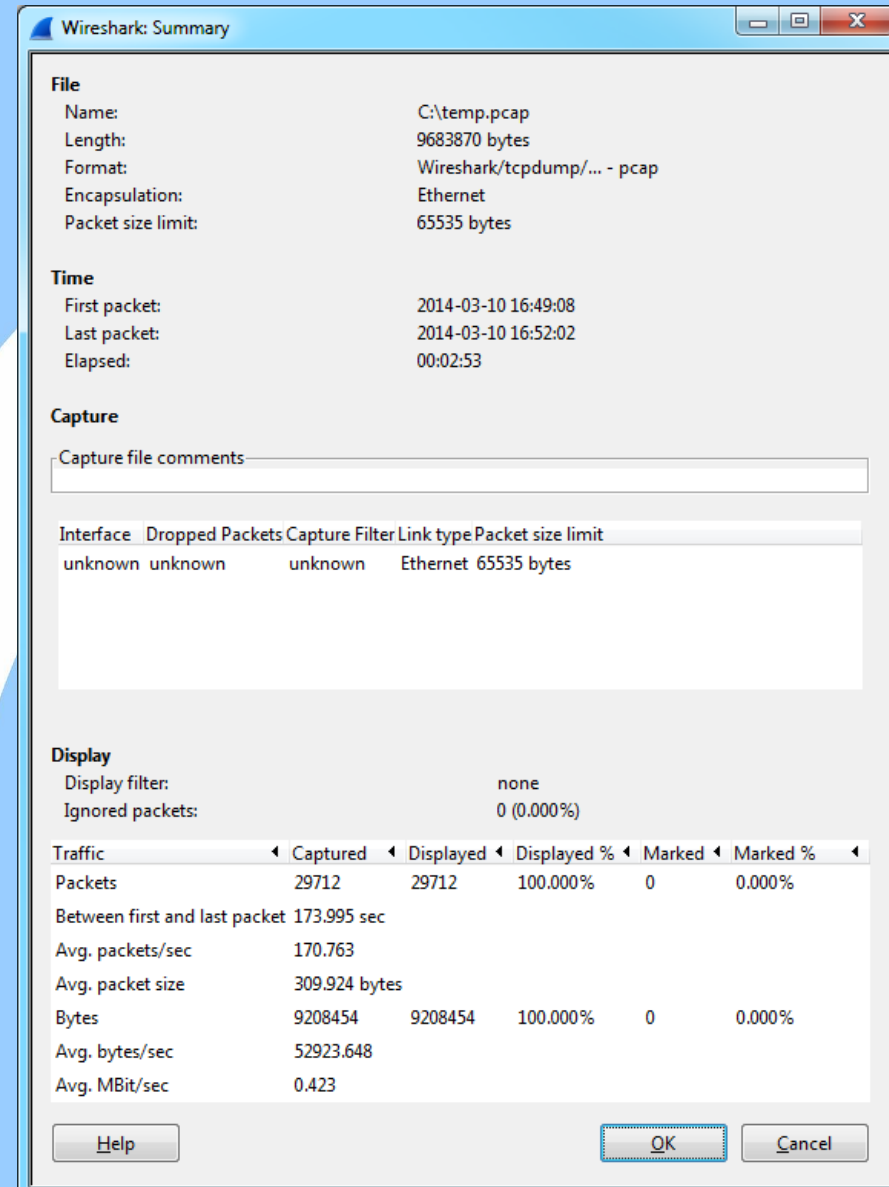 Wireshark: Summary
File
Name: C:\temp.pcap
Length: 9683870 bytes
Format: Wireshark/tcpdump/... - pcap
Encapsulation: Ethernet
Packet size limit: 65535 bytes
Time
First packet: 2014-03-10 16:49:08
Last packet: 2014-03-10 16:52:02
Elapsed: 00:02:53
Capture
Capture file comments
Interface Dropped Packets Capture Filter Link type Packet size limit
unknown unknown unknown Ethernet 65535 bytes
Display
Display filter: none
Ignored packets: 0 (0.000%)
Traffic Captured Displayed Displayed % Marked Marked %
Packets 29712 29712 100.000% 0 0.000%
Between first and last packet 173.995 sec
Avg. packets/sec 170.763
Avg. packet size 309.924 bytes
Bytes 9208454 9208454 100.000% 0 0.000%
Avg. bytes/sec 52923.648
Avg. MBit/sec 0.423
Help OK Cancel